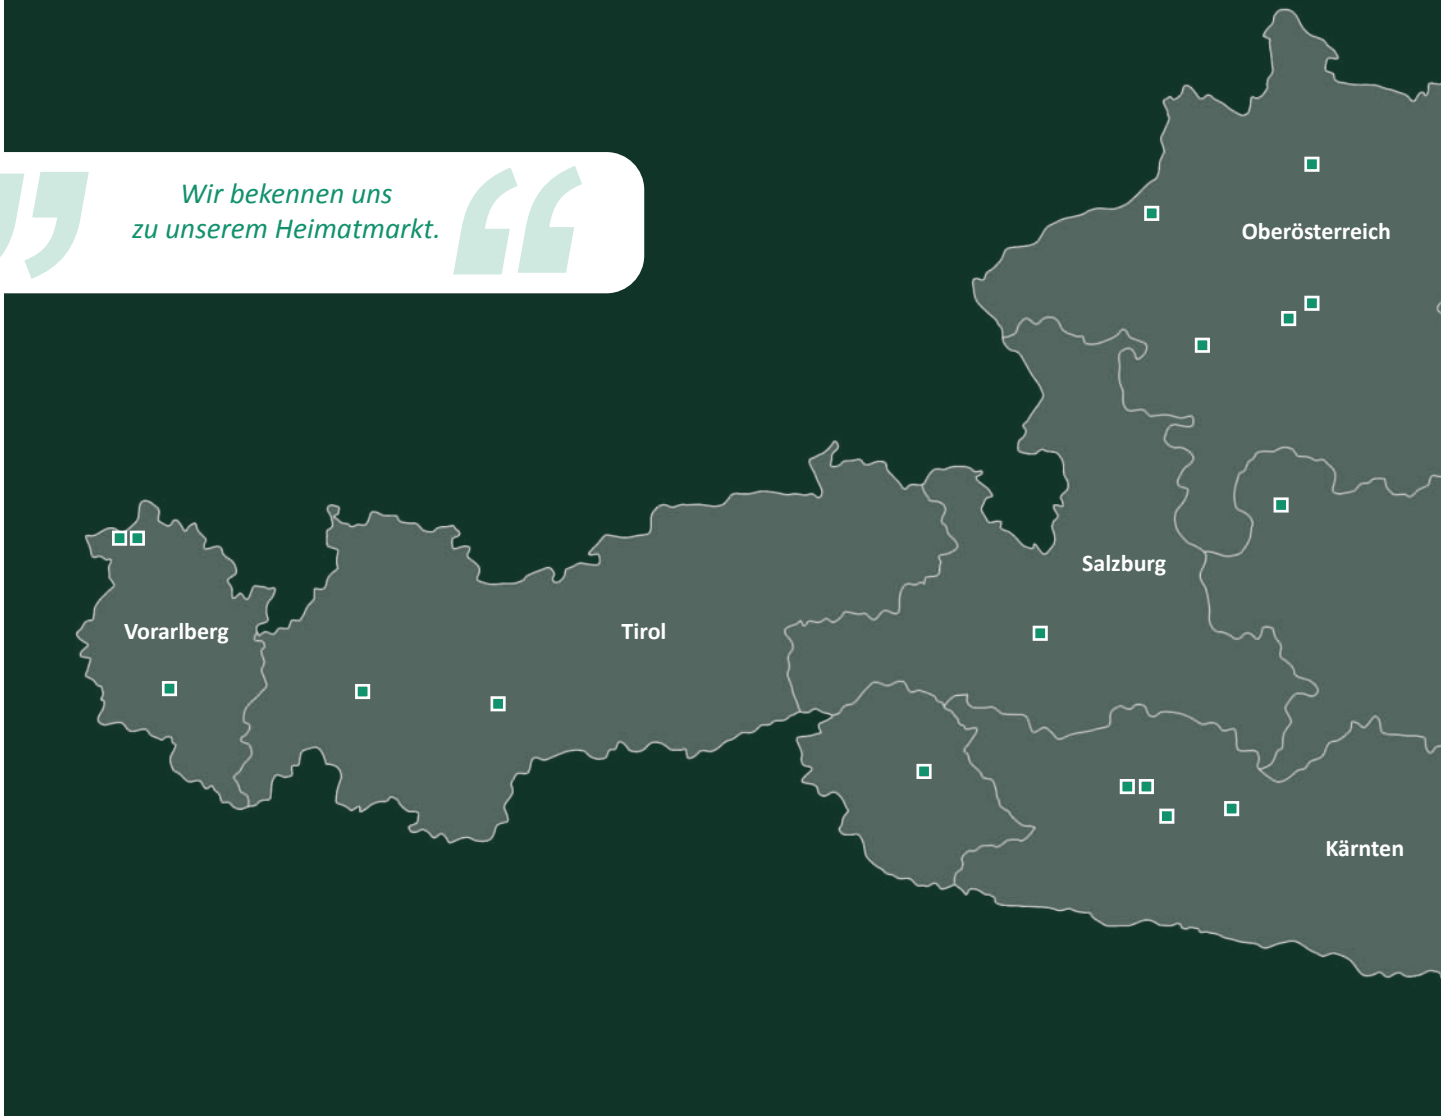 Wir bekennen uns
zu unserem Heimatmarkt.
Oberösterreich
Salzburg
Vorarlberg
Tirol
Kärnten